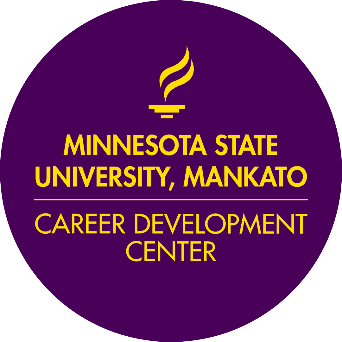 MINNESOTA STATE
UNIVERSITY, MANKATO
CAREER DEVELOPMENT
CENTER